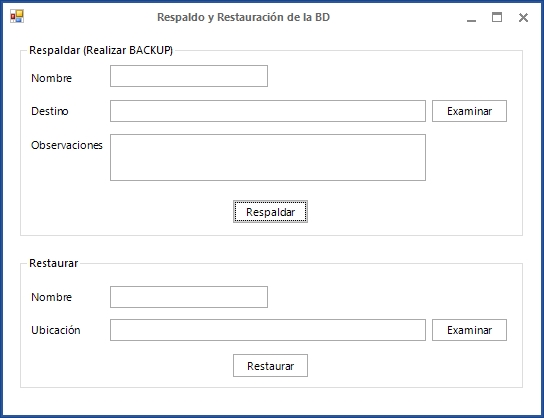 Respaldo y Restauración de la BD
Respaldar (Realizar BACKUP)
Nombre
Destino Examinar
Observaciones
Respaldar
Restaurar
Nombre
Ubicación Examinar
Restaurar